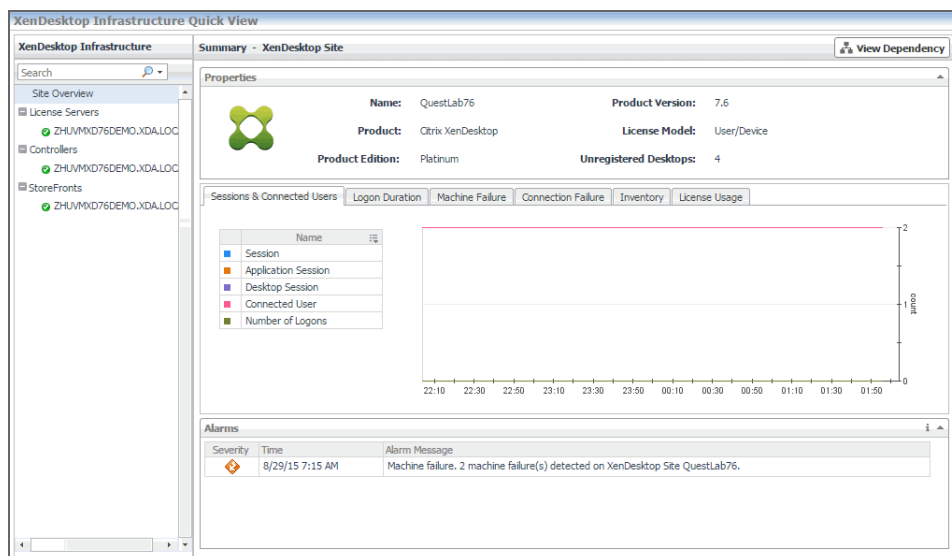 XenDesktop Infrastructure Quick View
XenDesktop Infrastructure
Search
Site Overview
License Servers
ZHUVMXD76DEMO.XDA.LOC
Controllers
ZHUVMXD76DEMO.XDA.LOC
StoreFronts
ZHUVMXD76DEMO.XDA.LOC
Summary - XenDesktop Site
View Dependency
Properties
Name: QuestLab76 Product Version: 7.6
Product: Citrix XenDesktop License Model: User/Device
Product Edition: Platinum Unregistered Desktops: 4
Sessions & Connected Users Logon Duration Machine Failure Connection Failure Inventory License Usage
Name
Session
Application Session
Desktop Session
Connected User
Number of Logons
2
1
0
count
22:10 22:30 22:50 23:10 23:30 23:50 00:10 00:30 00:50 01:10 01:30 01:50
Alarms
Severity Time Alarm Message
8/29/15 7:15 AM Machine failure. 2 machine failure(s) detected on XenDesktop Site QuestLab76.